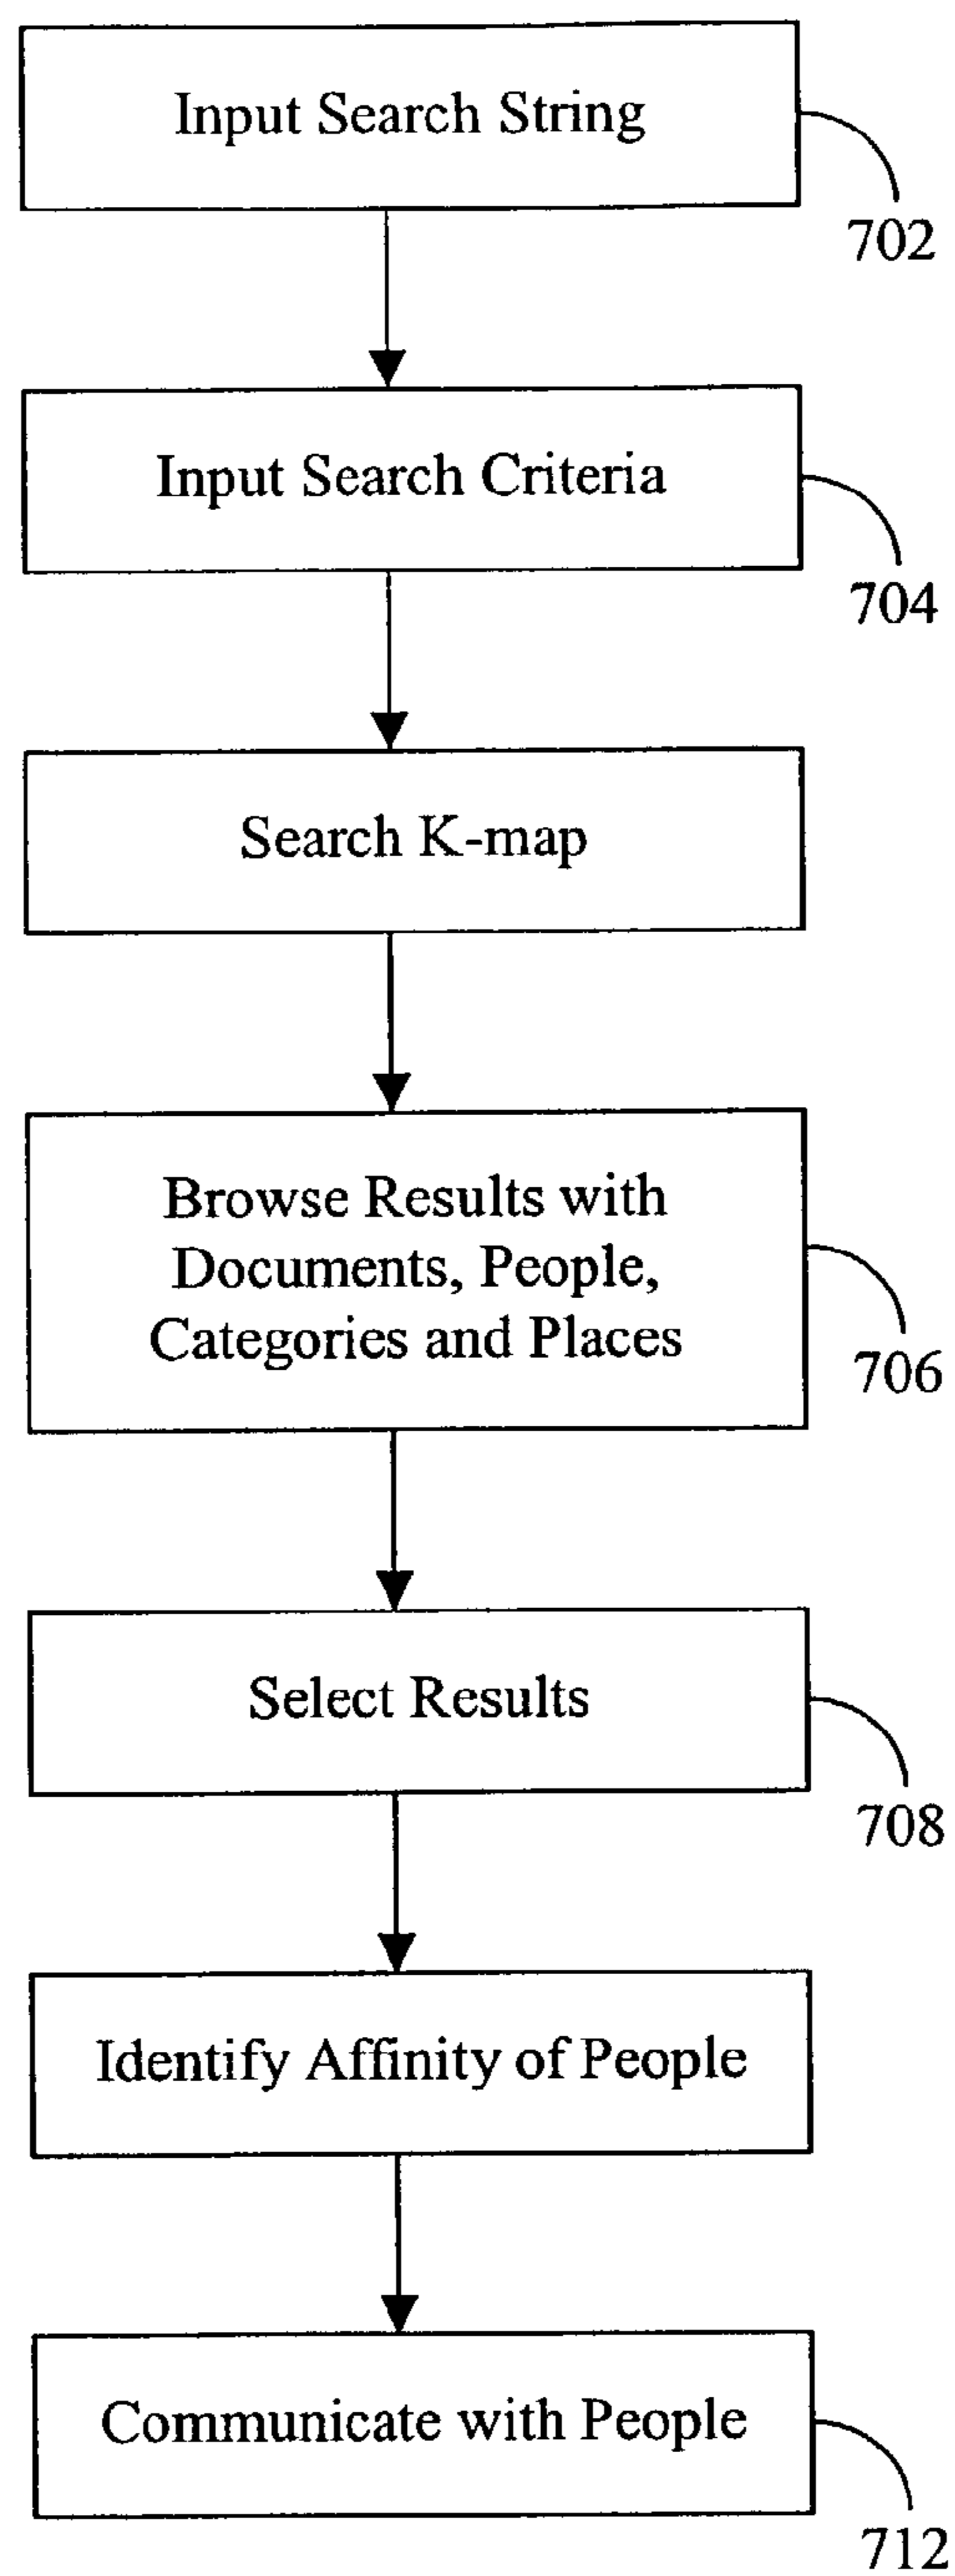 Input Search String
702
Input Search Criteria
704
Search K-map
Browse Results with
Documents, People,
Categories and Places
706
Select Results
708
Identify Affinity of People
Communicate with People
712